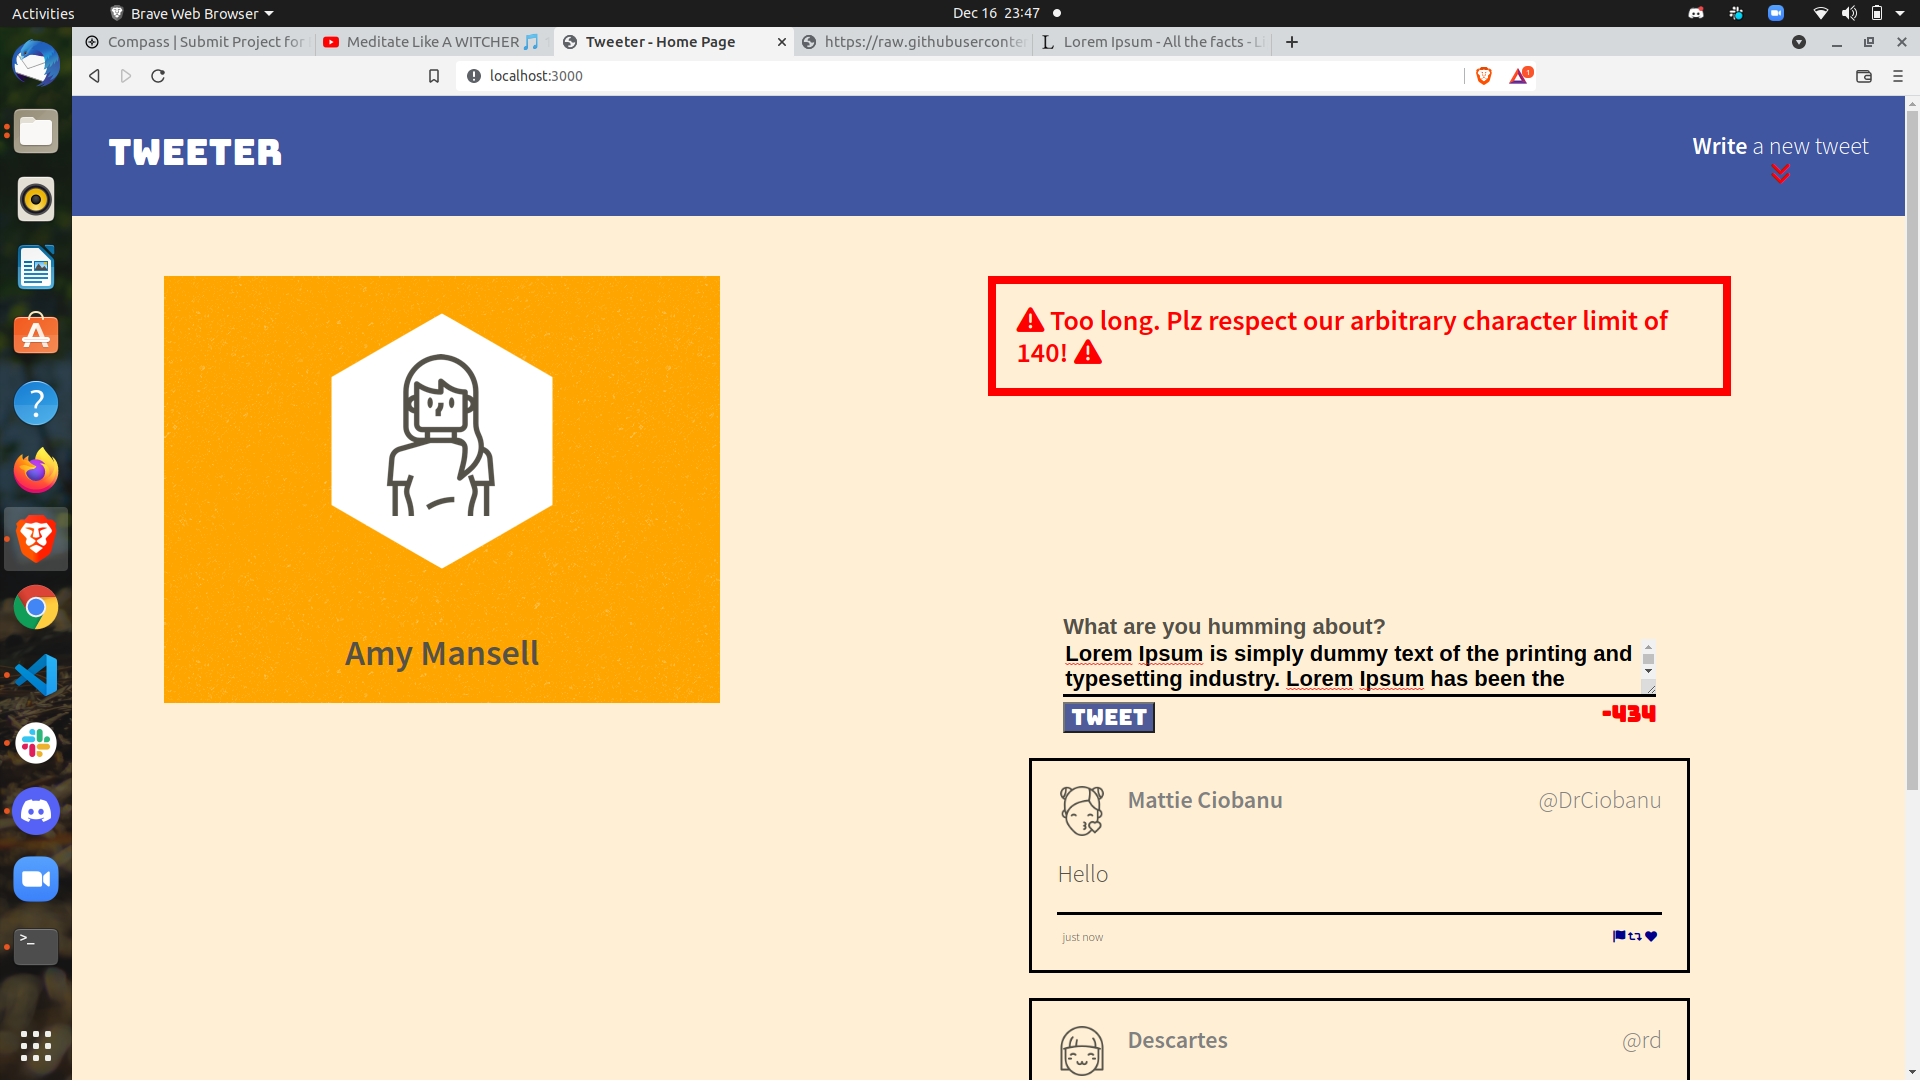 Activities
Brave Web Browser
Dec 16 23:47
Compass | Submit Project for
Meditate Like A WITCHER
Tweeter - Home Page
https://raw.githubuserconter
Lorem Ipsum - All the facts - Li
localhost:3000
1
TWEETER
Write a new tweet
Amy Mansell
Too long. Plz respect our arbitrary character limit of
140!
What are you humming about?
Lorem Ipsum is simply dummy text of the printing and
typesetting industry. Lorem Ipsum has been the
TWEET
-434
Mattie Ciobanu
@DrCiobanu
Hello
just now
Descartes
@rd